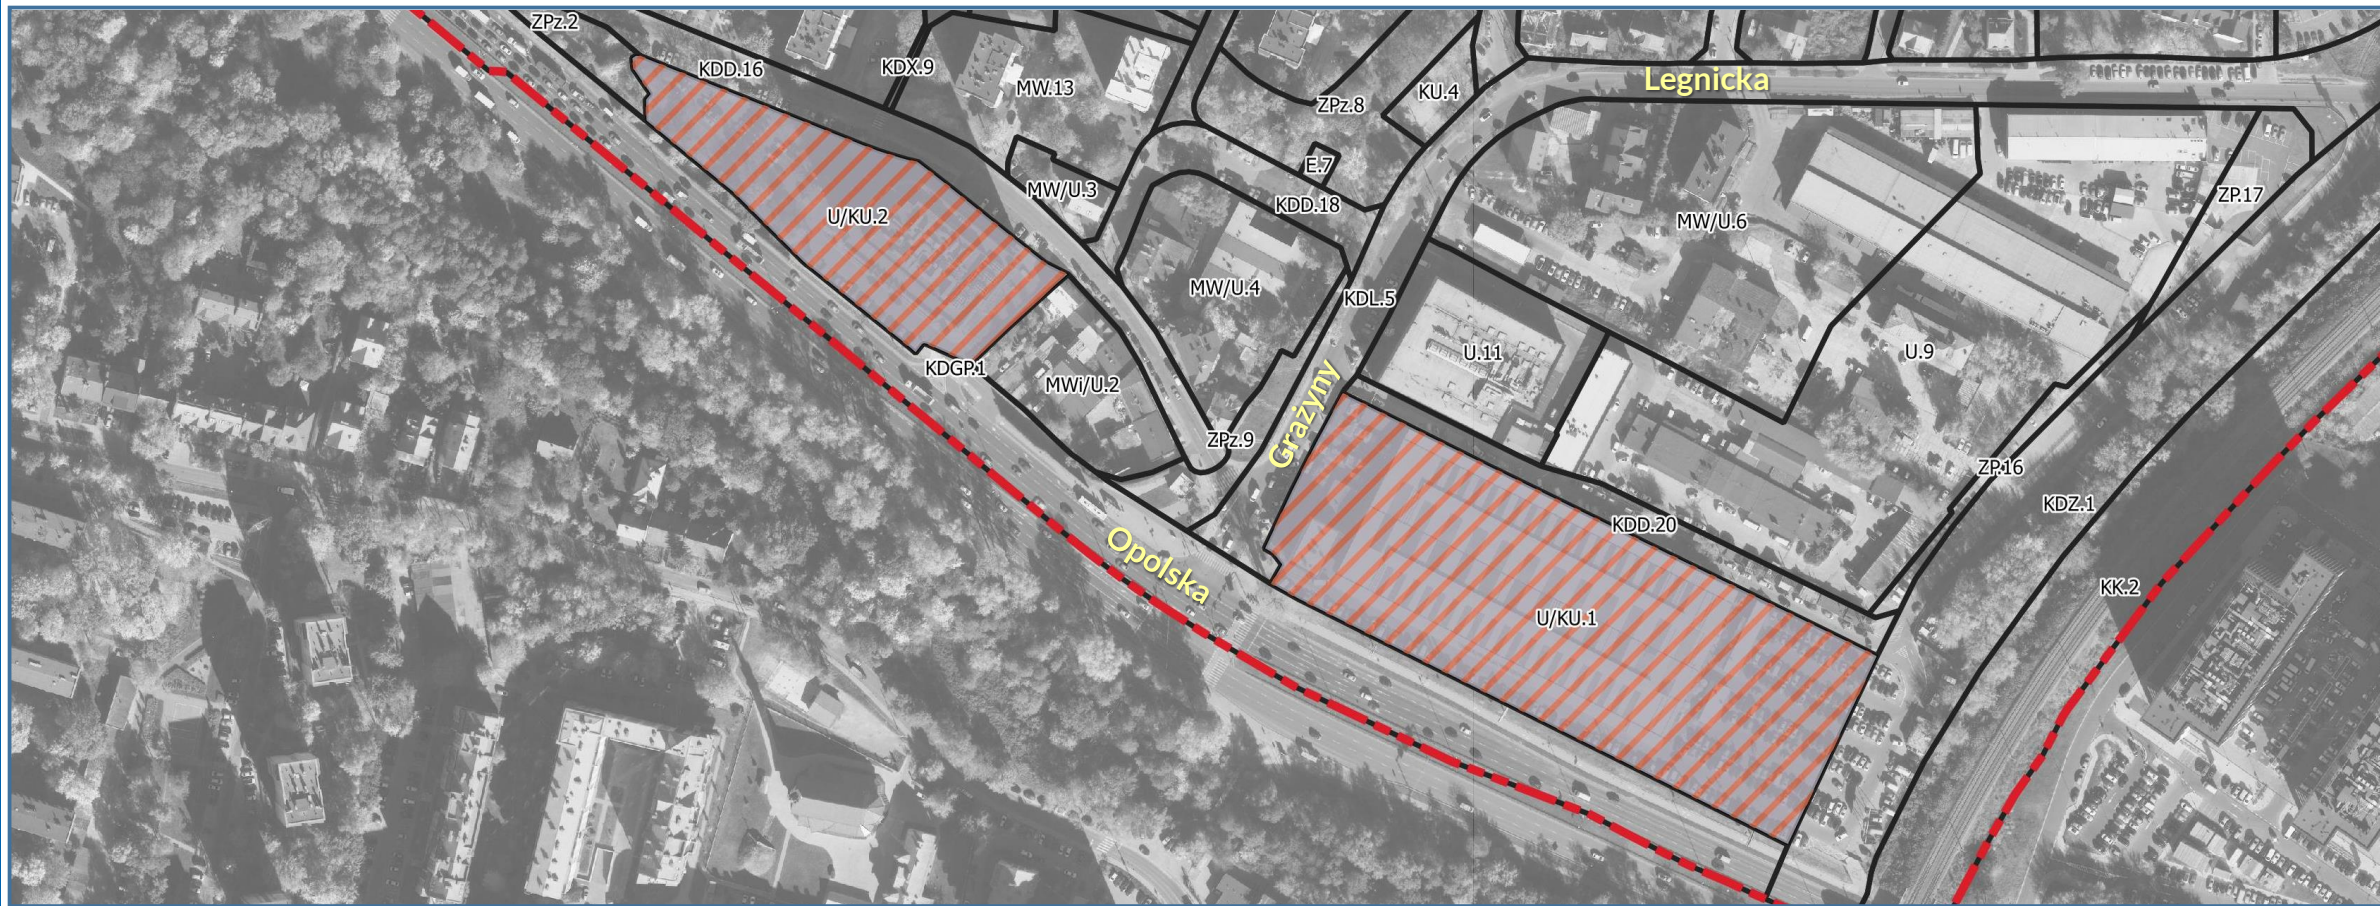 ZPz.2
KDD.16
KDX.9
MW.13
ZPz.8
KU.4
Legnicka
E.7
MW/U.3
KDD.18
ZP.17
U/KU.2
MW/U.6
MW/U.4
KDL.5
U.11
U.9
KDGP.1
MWi/U.2
Grażyny
ZPz.9
ZP.16
KDZ.1
KDD.20
Opolska
KK.2
U/KU.1